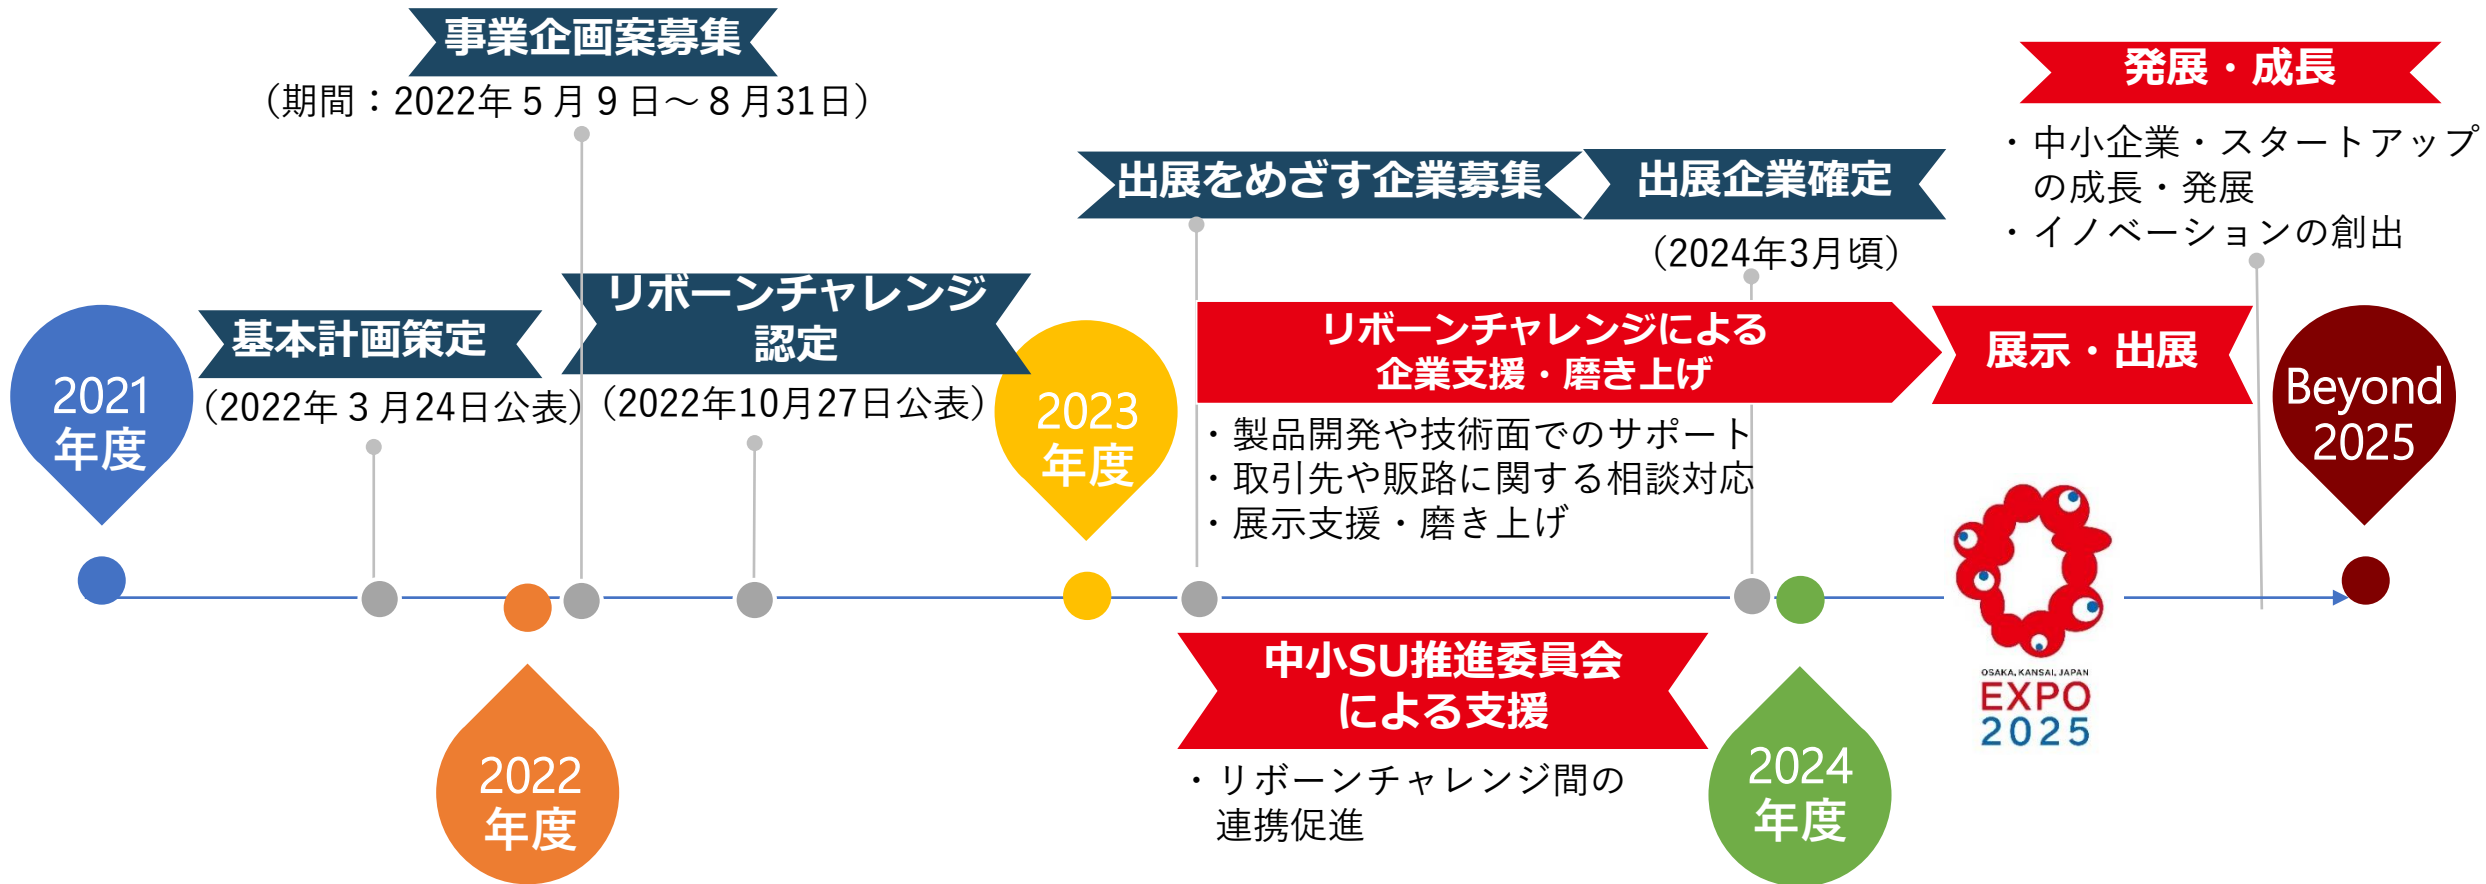 事業企画案募集
（期間：2022年５月９日～８月31日）
発展・成長
・中小企業・スタートアップ
の成長・発展
・イノベーションの創出
出展をめざす企業募集
出展企業確定
（2024年3月頃）
リボーンチャレンジ
認定
（2022年10月27日公表）
基本計画策定
（2022年３月24日公表）
2021
年度
2023
年度
リボーンチャレンジによる
企業支援・磨き上げ
・製品開発や技術面でのサポート
・取引先や販路に関する相談対応
・展示支援・磨き上げ
展示・出展
Beyond
2025
OSAKA, KANSAI, JAPAN
EXPO
2025
中小SU推進委員会
による支援
・リボーンチャレンジ間の
連携促進
2022
年度
2024
年度